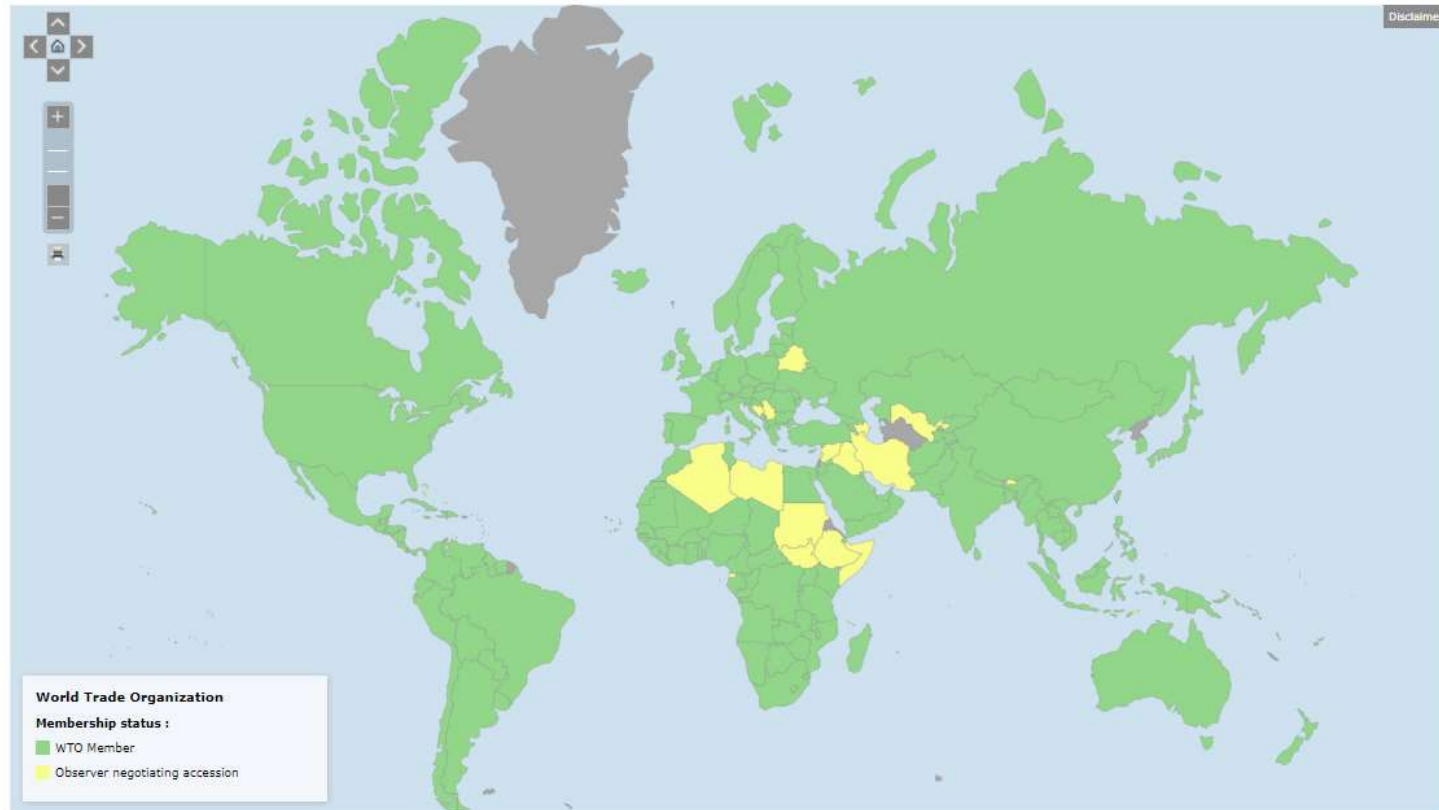 Disclaime
World Trade Organization
Membership status :
WTO Member
Observer negotiating accession